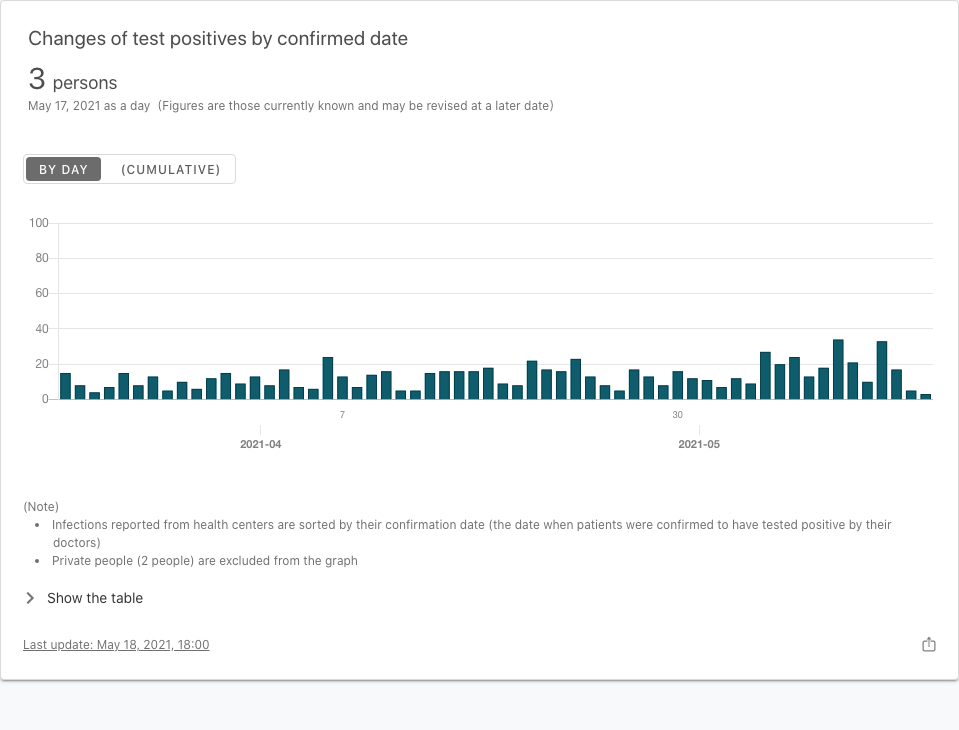 Changes of test positives by confirmed date
3 persons
May 17, 2021 as a day (Figures are those currently known and may be revised at a later date)
BY DAY (CUMULATIVE)
100
80
60
40
20
0
7 30
2021-04 2021-05
(Note)
• Infections reported from health centers are sorted by their confirmation date (the date when patients were confirmed to have tested positive by their
doctors)
• Private people (2 people) are excluded from the graph
Show the table
Last update: May 18, 2021, 18:00